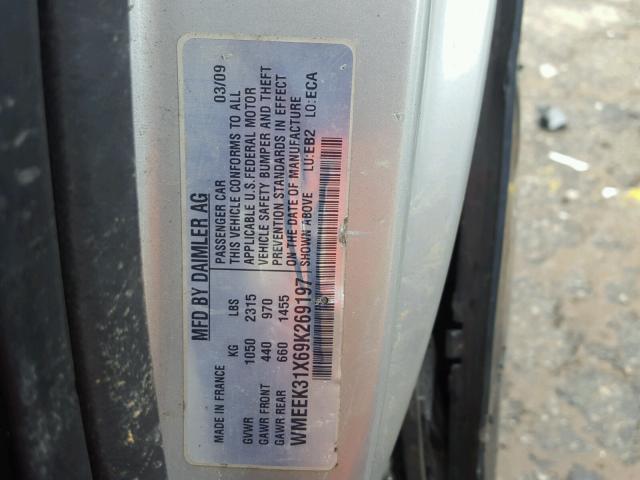 MFD BY DAIMLER AG 03/09
PASSENGER CAR
THIS VEHICLE CONFORMS TO ALL
APPLICABLE U.S. FEDERAL MOTOR
VEHICLE SAFETY BUMPER AND THEFT
PREVENTION STANDARDS IN EFFECT
ON THE DATE OF MANUFACTURE
SHOWN ABOVE LU:EB2 LO:ECA
MADE IN FRANCE KG LBS
GVWR 1050 2315
GAWR FRONT 440 970
GAWR REAR 660 1455
WMEEK31X69K269197